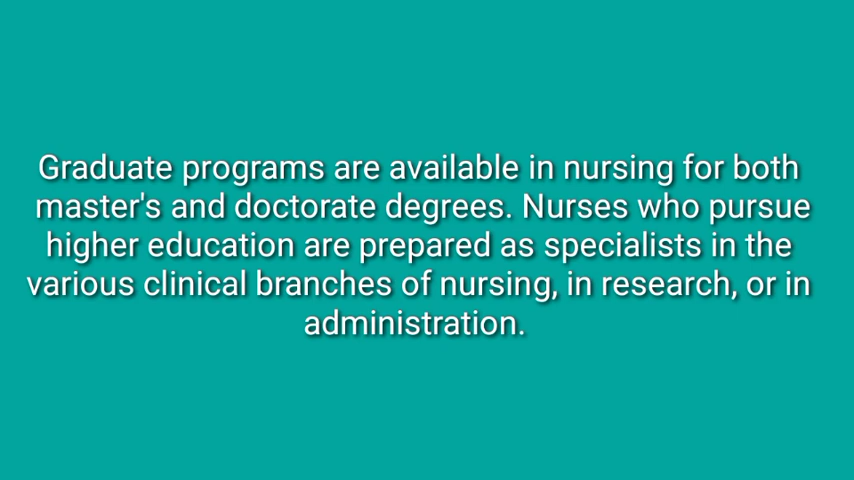 Graduate programs are available in nursing for both
master's and doctorate degrees. Nurses who pursue
higher education are prepared as specialists in the
various clinical branches of nursing, in research, or in
administration.